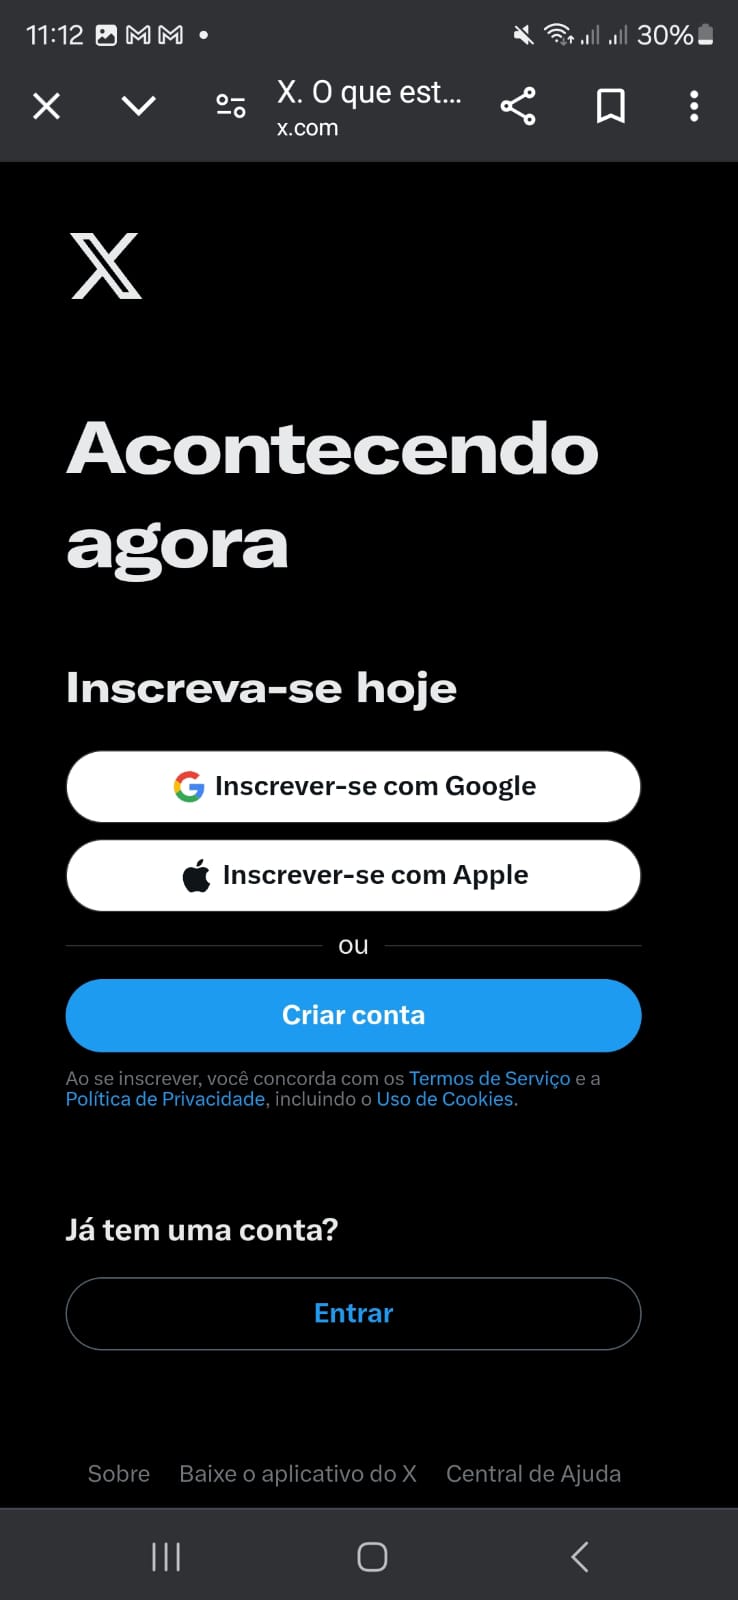 11:12
30%
X. O que est...
x.com
X
Acontecendo
agora
Inscreva-se hoje
Inscrever-se com Google
Inscrever-se com Apple
ou
Criar conta
Ao se inscrever, você concorda com os Termos de Serviço e a
Política de Privacidade, incluindo o Uso de Cookies.
Já tem uma conta?
Entrar
Sobre Baixe o aplicativo do X Central de Ajuda